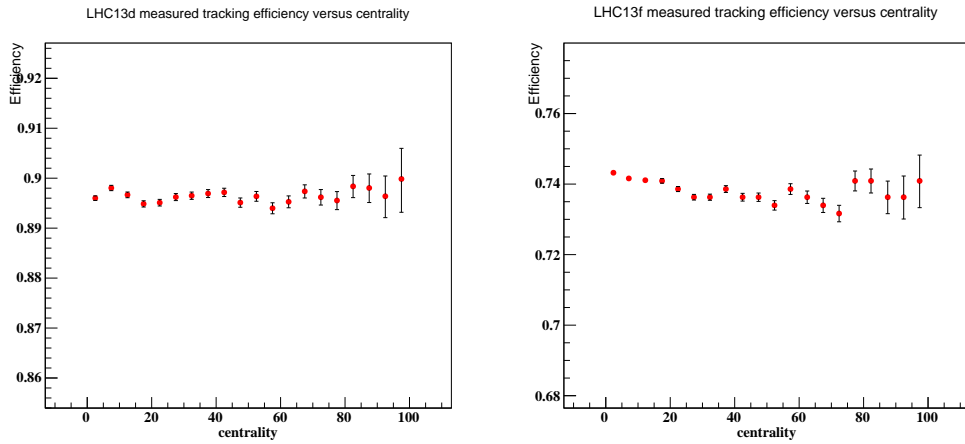 LHC13d measured tracking efficiency versus centrality
Efficiency
0.92
0.91
0.9
0.89
0.88
0.87
0.86
0 20 40 60 80 100
centrality
LHC13f measured tracking efficiency versus centrality
Efficiency
0.76
0.74
0.72
0.7
0.68
0 20 40 60 80 100
centrality